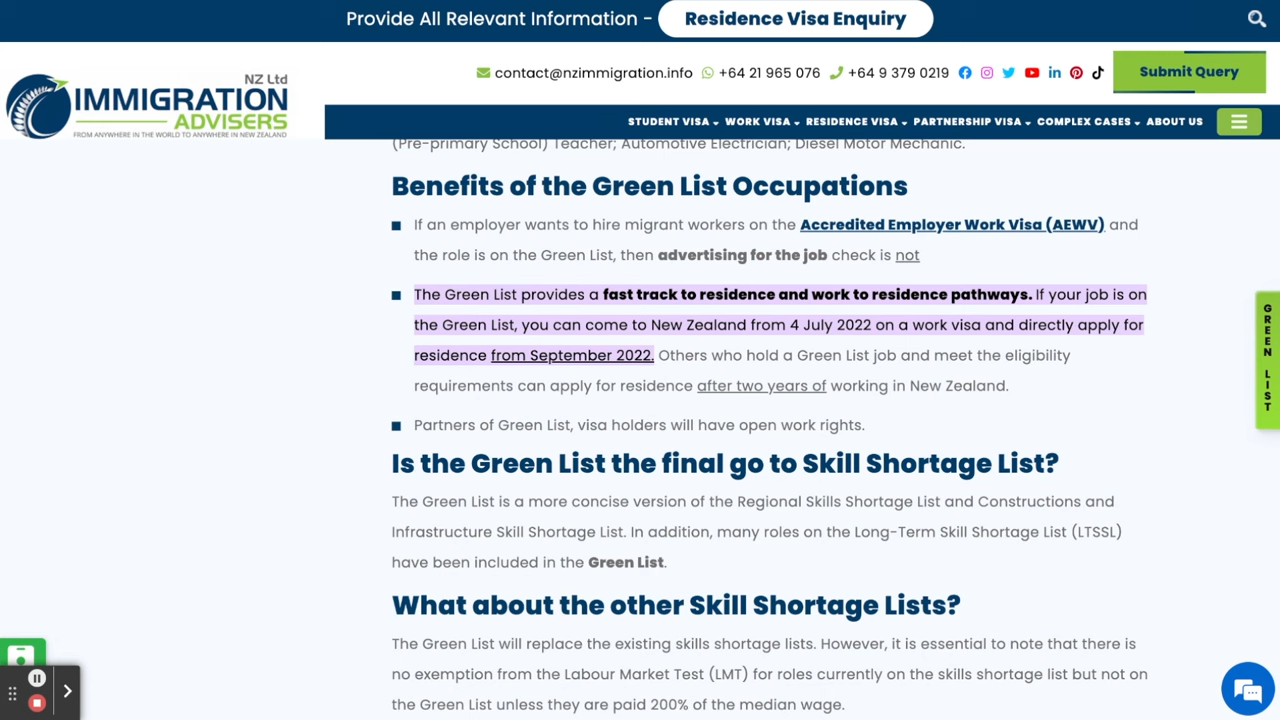 Provide All Relevant Information - Residence Visa Enquiry
NZ Ltd
IMMIGRATION
ADVISERS
FROM ANYWHERE IN THE WORLD TO ANYWHERE IN NEW ZEALAND
contact@nzimmigration.info +64 21 965 076 +64 9 379 0219
Submit Query
STUDENT VISA WORK VISA RESIDENCE VISA PARTNERSHIP VISA COMPLEX CASES ABOUT US
(Pre-primary School) Teacher; Automotive Electrician; Diesel Motor Mechanic.
Benefits of the Green List Occupations
If an employer wants to hire migrant workers on the Accredited Employer Work Visa (AEWV) and
the role is on the Green List, then advertising for the job check is not
The Green List provides a fast track to residence and work to residence pathways. If your job is on
the Green List, you can come to New Zealand from 4 July 2022 on a work visa and directly apply for
residence from September 2022. Others who hold a Green List job and meet the eligibility
requirements can apply for residence after two years of working in New Zealand.
Partners of Green List, visa holders will have open work rights.
Is the Green List the final go to Skill Shortage List?
The Green List is a more concise version of the Regional Skills Shortage List and Constructions and
Infrastructure Skill Shortage List. In addition, many roles on the Long-Term Skill Shortage List (LTSSL)
have been included in the Green List.
What about the other Skill Shortage Lists?
The Green List will replace the existing skills shortage lists. However, it is essential to note that there is
no exemption from the Labour Market Test (LMT) for roles currently on the skills shortage list but not on
the Green List unless they are paid 200% of the median wage.
GREEN LIST